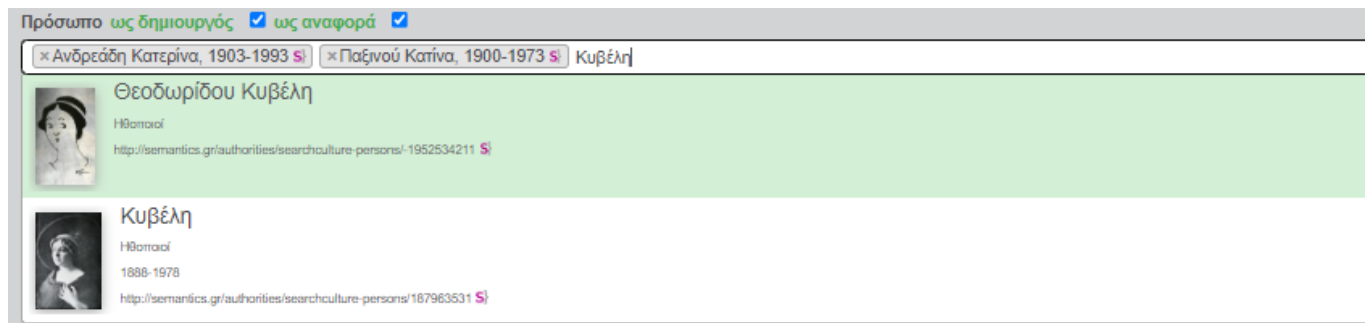 Πρόσωπο ως δημιουργός ως αναφορά
×Ανδρεάδη Κατερίνα, 1903-1993 S} ×Παξινού Κατίνα, 1900-1973 S} Κυβέλη
Θεοδωρίδου Κυβέλη
Ηθοποιοί
http://semantics.gr/authorities/searchculture-persons/-1952534211 S}
Κυβέλη
Ηθοποιοί
1888-1978
http://semantics.gr/authorities/searchculture-persons/187963531 S}